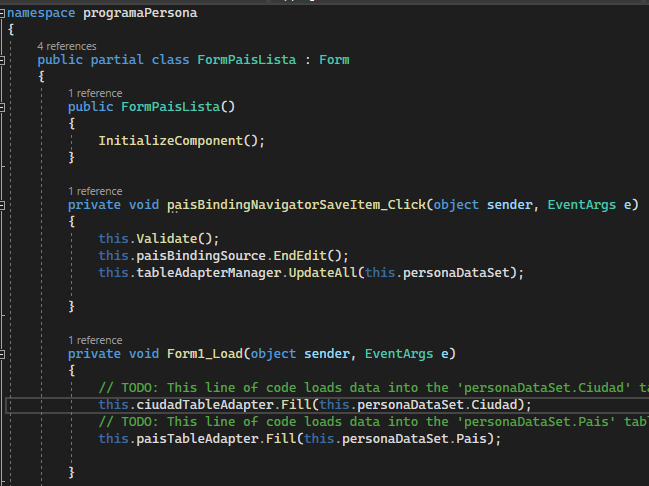 namespace programaPersona
{
4 references
public partial class FormPaisLista : Form
{
1 reference
public FormPaisLista()
{
InitializeComponent();
}
1 reference
private void paisBindingNavigatorSaveItem_Click(object sender, EventArgs e)
{
this.Validate();
this.paisBindingSource.EndEdit();
this.tableAdapterManager.UpdateAll(this.personaDataSet);
}
1 reference
private void Form1_Load(object sender, EventArgs e)
{
// TODO: This line of code loads data into the 'personaDataSet.Ciudad' ta
this.ciudadTableAdapter.Fill(this.personaDataSet.Ciudad);
// TODO: This line of code loads data into the 'personaDataSet.Pais' tabl
this.paisTableAdapter.Fill(this.personaDataSet.Pais);
}